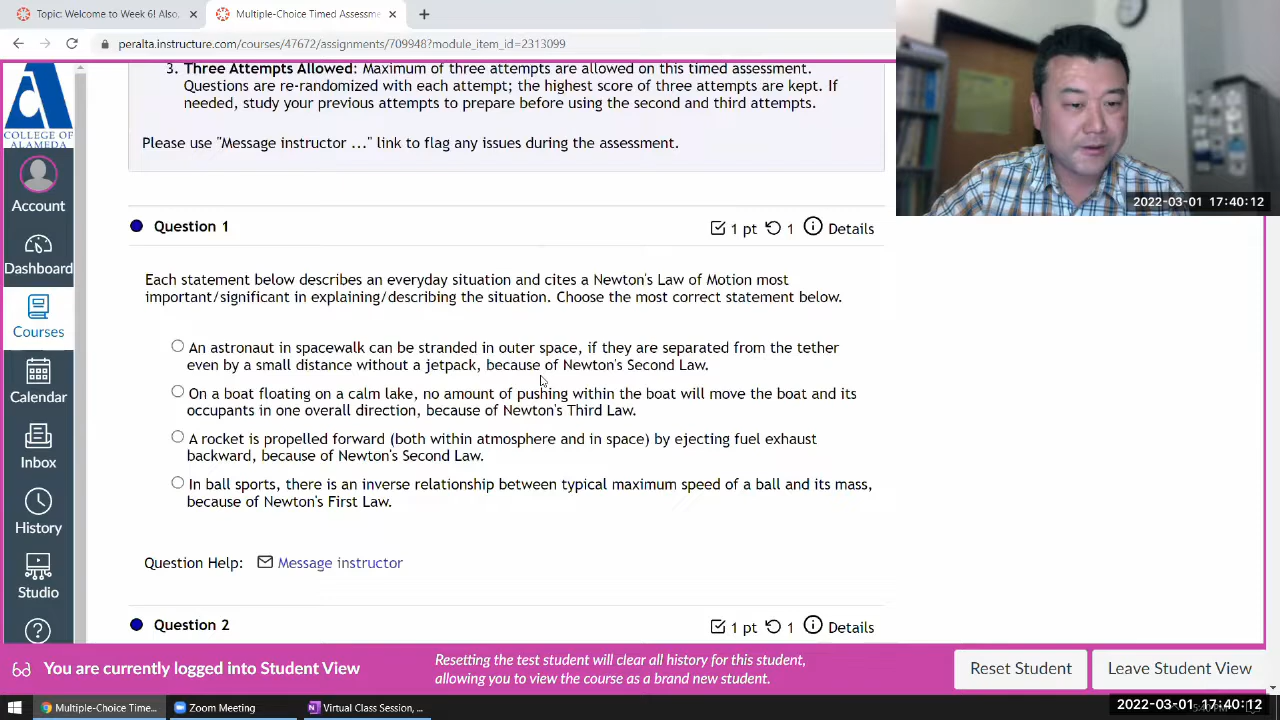 Topic: Welcome to Week 6! Also.
Multiple-Choice Timed Assessme
peralta.instructure.com/courses/47672/assignments/709948?module_item_id=2313099
2022-03-01 17:40:12
COLLEGE OF
ALAMEDA
Account
Dashboard
Courses
Calendar
Inbox
History
Studio
3. Three Attempts Allowed: Maximum of three attempts are allowed on this timed assessment.
Questions are re-randomized with each attempt; the highest score of three attempts are kept. If
needed, study your previous attempts to prepare before using the second and third attempts.
Please use "Message instructor ..." link to flag any issues during the assessment.
Question 1 1 pt 1 Details
Each statement below describes an everyday situation and cites a Newton's Law of Motion most
important/significant in explaining/describing the situation. Choose the most correct statement below.
An astronaut in spacewalk can be stranded in outer space, if they are separated from the tether
even by a small distance without a jetpack, because of Newton's Second Law.
On a boat floating on a calm lake, no amount of pushing within the boat will move the boat and its
occupants in one overall direction, because of Newton's Third Law.
A rocket is propelled forward (both within atmosphere and in space) by ejecting fuel exhaust
backward, because of Newton's Second Law.
In ball sports, there is an inverse relationship between typical maximum speed of a ball and its mass,
because of Newton's First Law.
Question Help: Message instructor
Question 2 1 pt 1 Details
You are currently logged into Student View
Resetting the test student will clear all history for this student,
allowing you to view the course as a brand new student.
Reset Student
Leave Student View
Multiple-Choice Time...
Zoom Meeting
Virtual Class Session, ...
2022-03-01 17:40:12